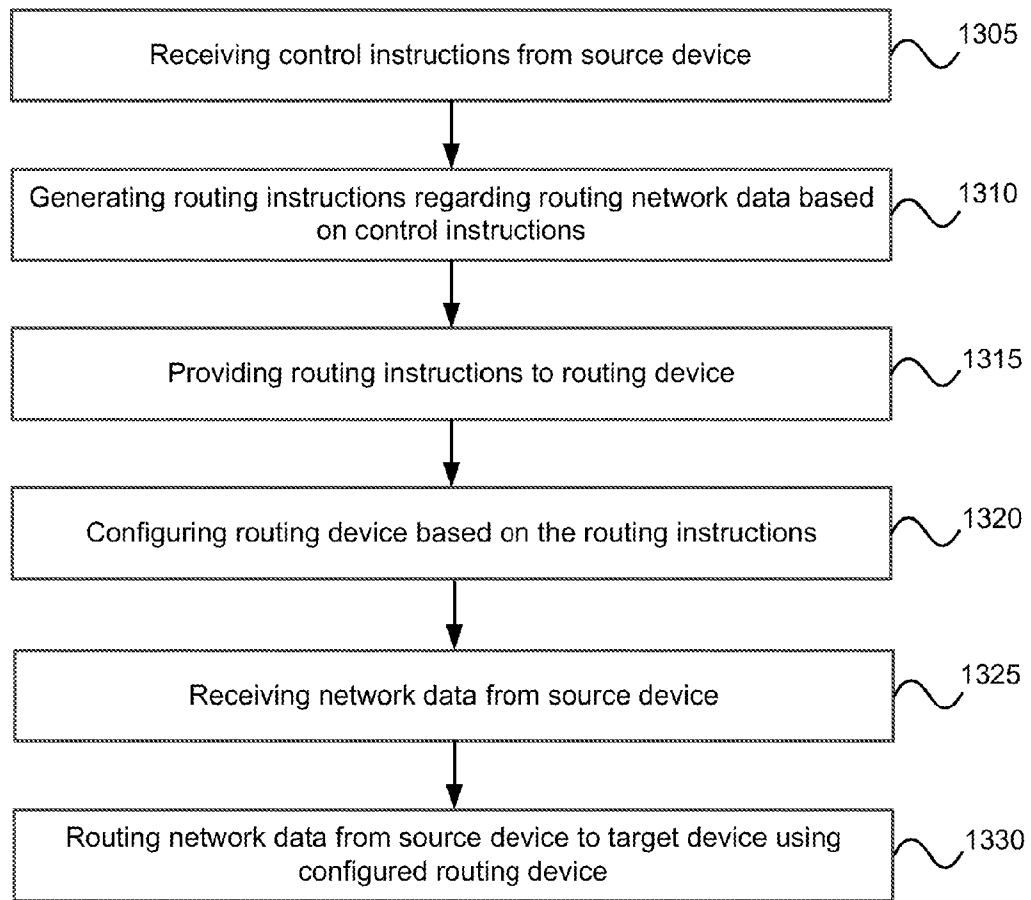 Receiving control instructions from source device
1305
Generating routing instructions regarding routing network data based
on control instructions
1310
Providing routing instructions to routing device
1315
Configuring routing device based on the routing instructions
1320
Receiving network data from source device
1325
Routing network data from source device to target device using
configured routing device
1330